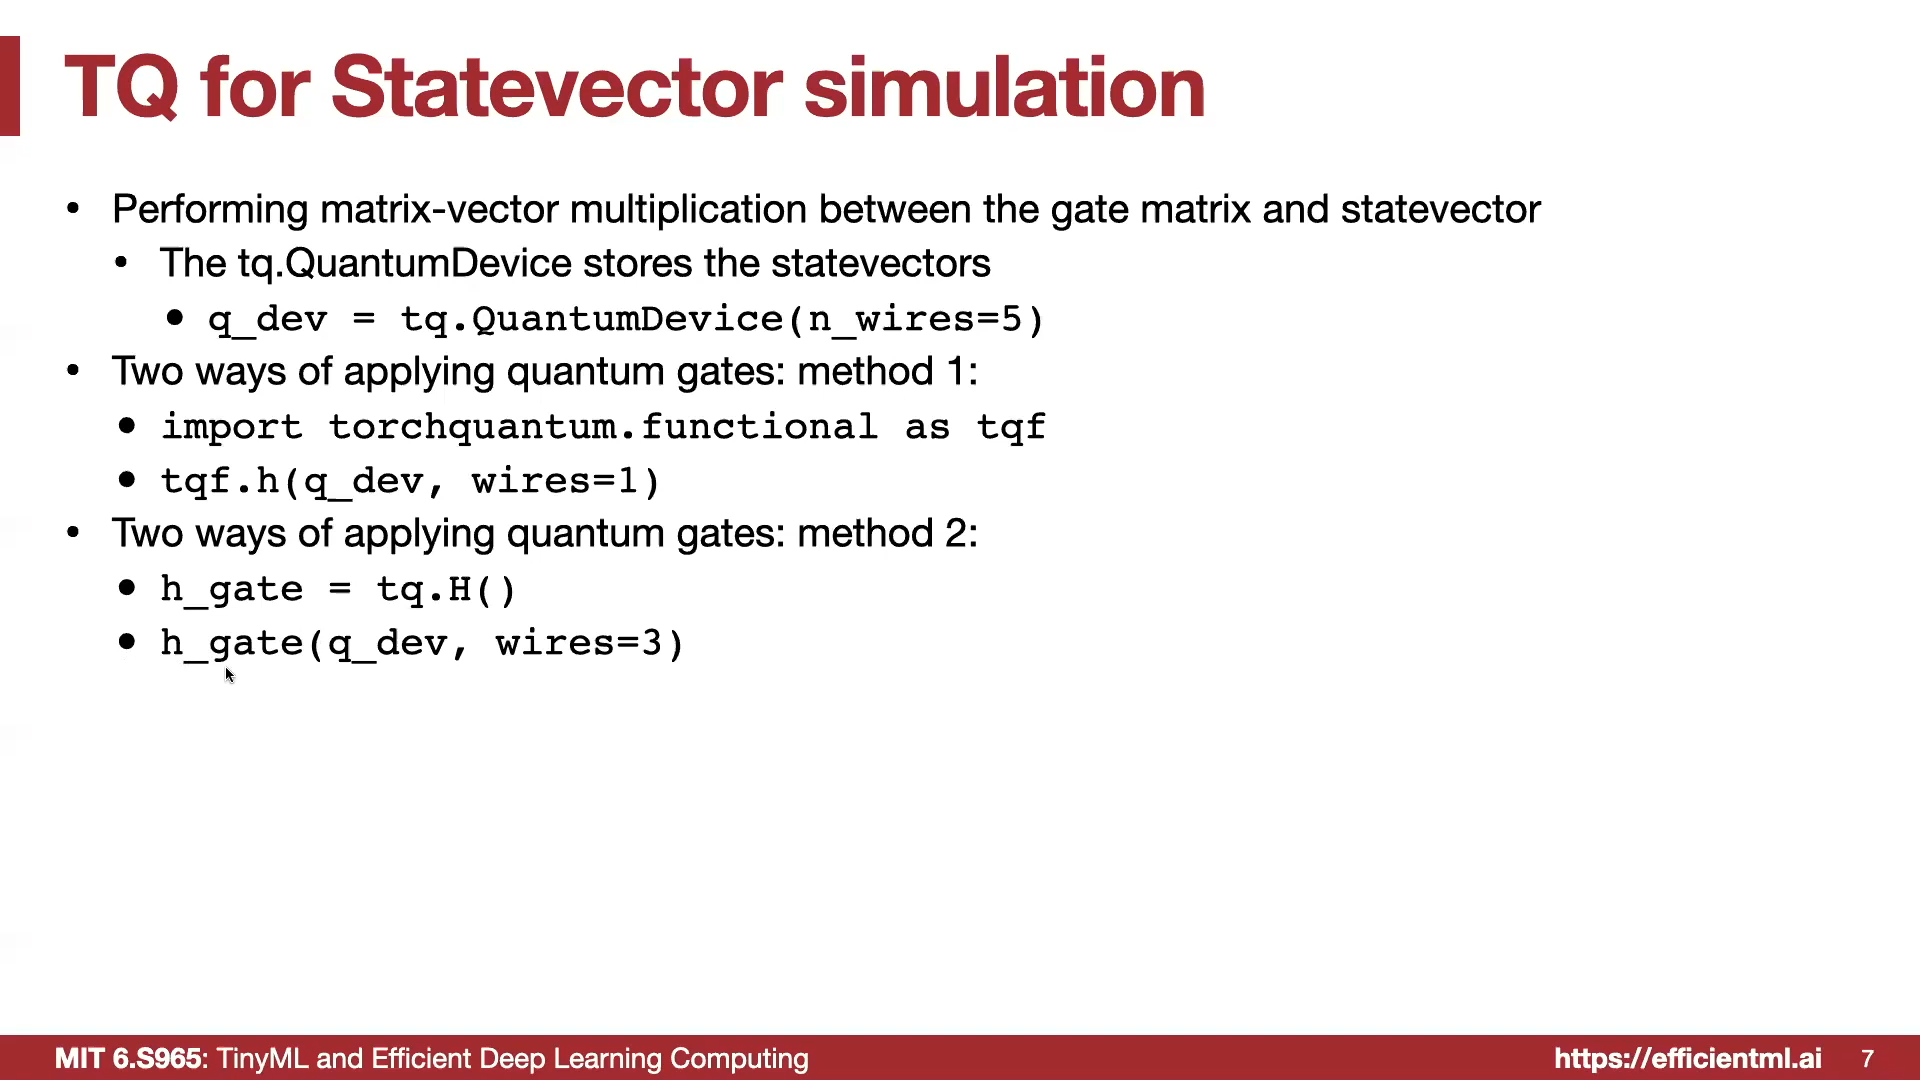 TQ for Statevector simulation
• Performing matrix-vector multiplication between the gate matrix and statevector
• The tq.QuantumDevice stores the statevectors
• q_dev = tq.QuantumDevice(n_wires=5)
• Two ways of applying quantum gates: method 1:
• import torchquantum.functional as tqf
• tqf.h(q_dev, wires=1)
• Two ways of applying quantum gates: method 2:
• h_gate = tq.H()
• h_gate(q_dev, wires=3)
MIT 6.S965: TinyML and Efficient Deep Learning Computing
https://efficientml.ai 7